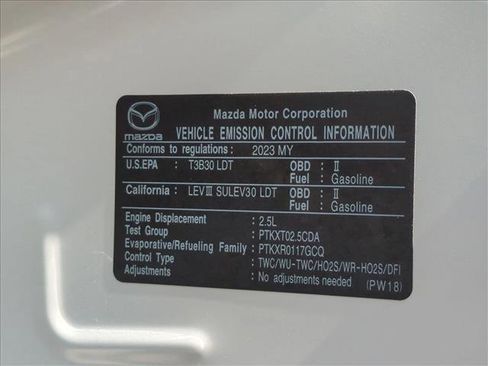 Mazda Motor Corporation
mazda VEHICLE EMISSION CONTROL INFORMATION
Conforms to regulations: 2023 MY
U.S.EPA : T3B30 LDT OBD : II
Fuel : Gasoline
California: LEVIII SULEV30 LDT OBD : II
Fuel : Gasoline
Engine Displacement : 2.5L
Test Group : PTKXT02.5CDA
Evaporative/Refueling Family : PTKXR0117GCQ
Control Type : TWC/WU-TWC/HO2S/WR-HO2S/DFI
Adjustments : No adjustments needed (PW18)